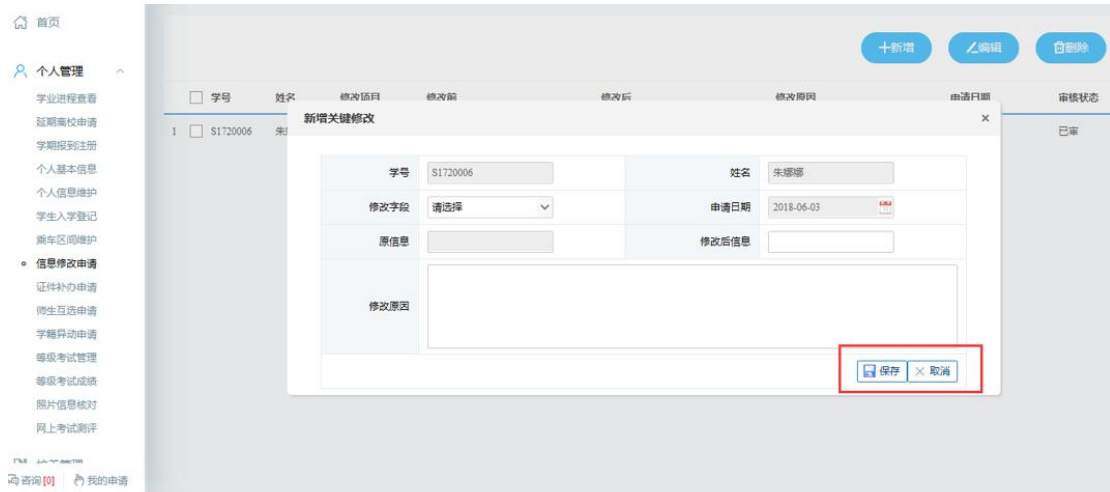 首页
个人管理
学业进程查看
延期离校申请
学期报到注册
个人基本信息
个人信息维护
学生入学登记
乘车区间维护
信息修改申请
证件补办申请
师生互选申请
学籍异动申请
等级考试管理
等级考试成绩
照片信息核对
网上考试测评
咨询[0] 我的申请
新增 编辑 删除
学号 姓名 修改项目 修改前 修改后 修改原因 申请日期 审核状态
1 S1720006 朱 已审
新增关键修改 ×
学号 S1720006 姓名 朱娜娜
修改字段 请选择 申请日期 2018-06-03
原信息 修改后信息
修改原因
保存 取消